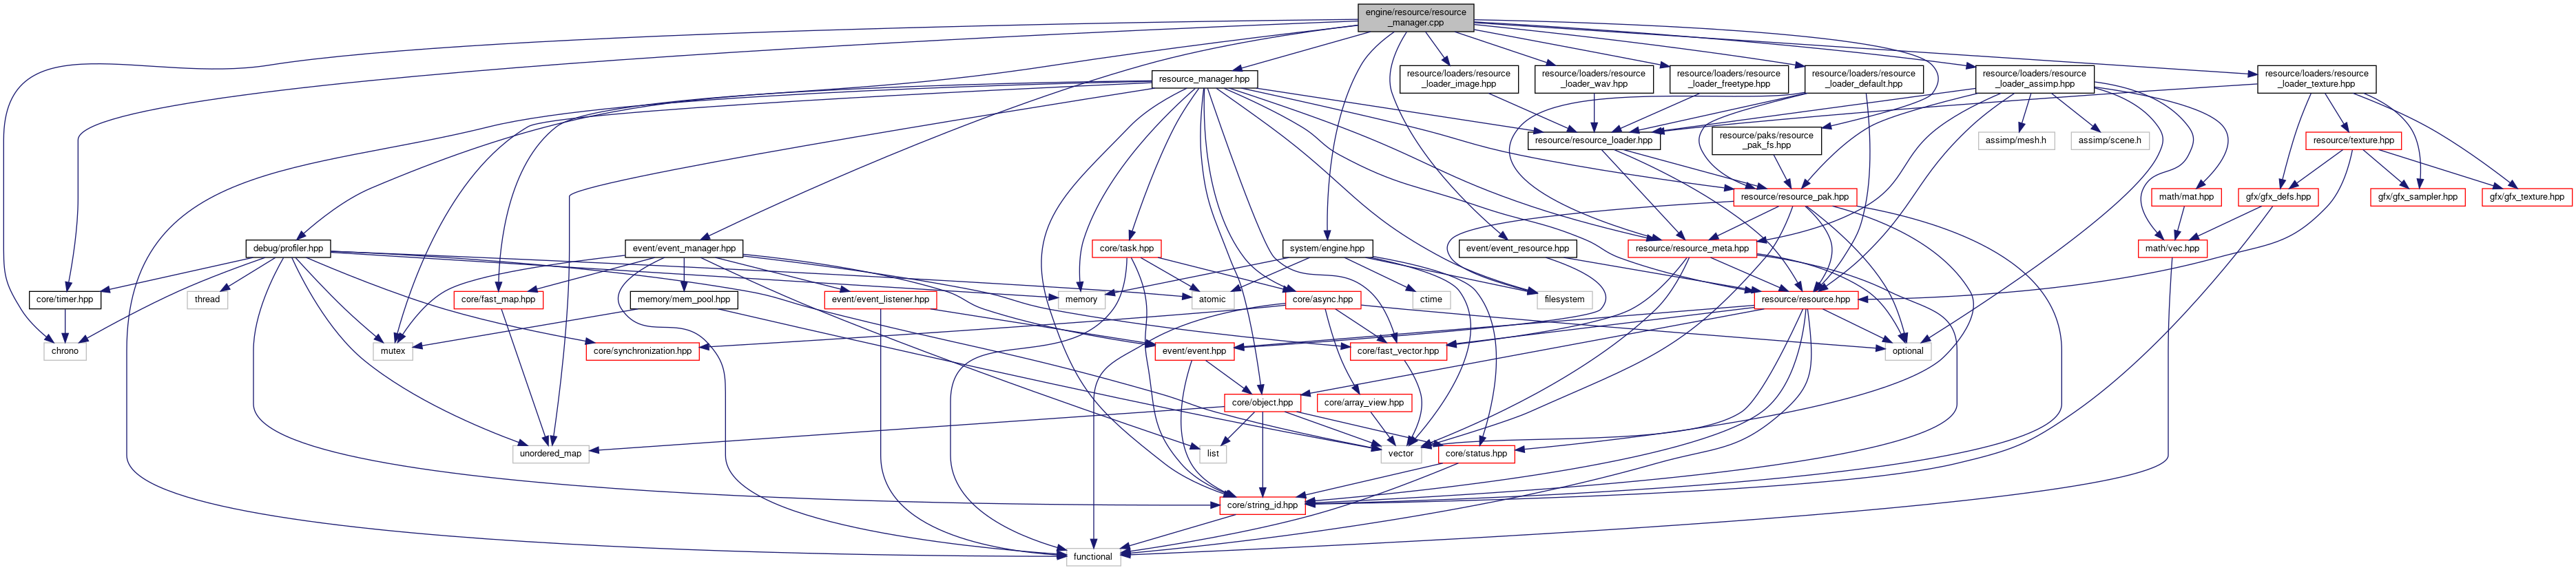 engine/resource/resource
_manager.cpp
resource_manager.hpp
resource/loaders/resource
_loader_image.hpp
resource/loaders/resource
_loader_wav.hpp
resource/loaders/resource
_loader_freetype.hpp
resource/loaders/resource
_loader_default.hpp
resource/loaders/resource
_loader_assimp.hpp
resource/loaders/resource
_loader_texture.hpp
resource/resource_loader.hpp
resource/paks/resource
_pak_fs.hpp
assimp/mesh.h
assimp/scene.h
resource/texture.hpp
resource/resource_pak.hpp
math/mat.hpp
gfx/gfx_defs.hpp
gfx/gfx_sampler.hpp
gfx/gfx_texture.hpp
debug/profiler.hpp
event/event_manager.hpp
core/task.hpp
system/engine.hpp
event/event_resource.hpp
resource/resource_meta.hpp
math/vec.hpp
core/timer.hpp
thread
core/fast_map.hpp
memory/mem_pool.hpp
event/event_listener.hpp
memory
atomic
core/async.hpp
ctime
filesystem
resource/resource.hpp
chrono
mutex
core/synchronization.hpp
event/event.hpp
core/fast_vector.hpp
optional
core/object.hpp
core/array_view.hpp
unordered_map
list
vector
core/status.hpp
core/string_id.hpp
functional